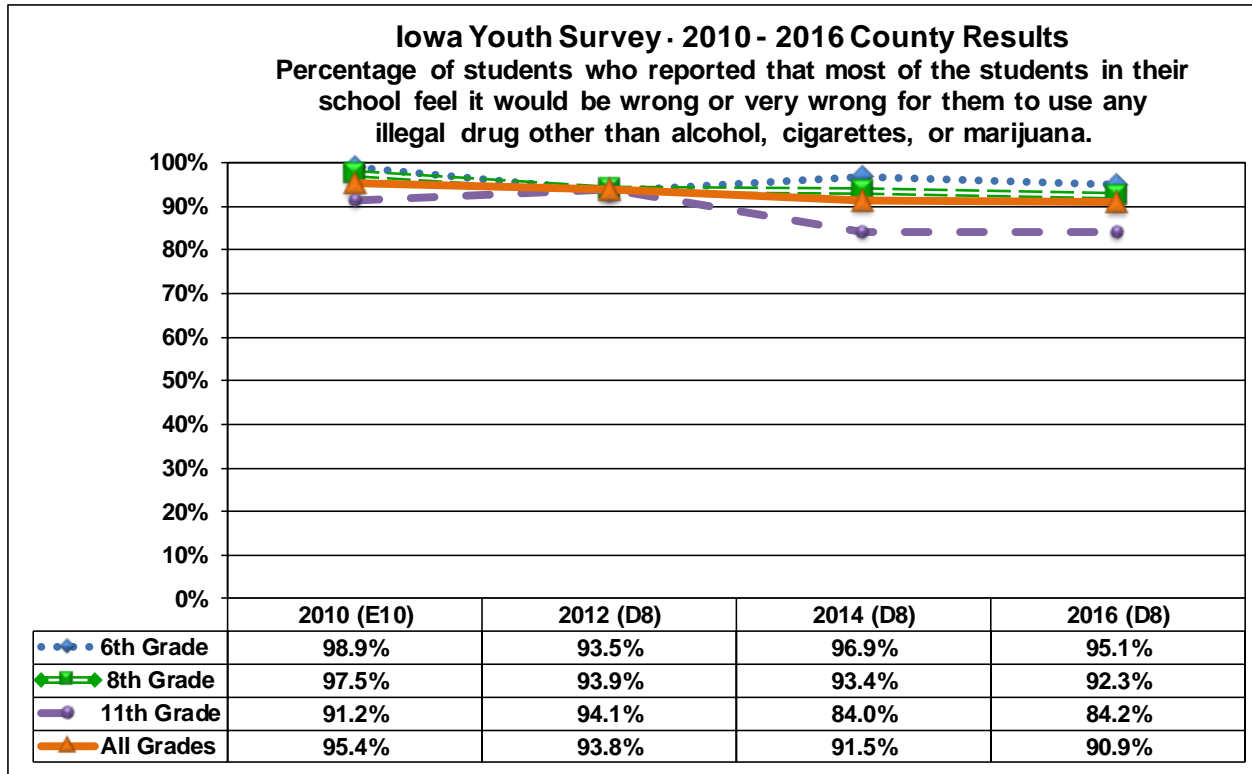 Iowa Youth Survey · 2010 - 2016 County Results
Percentage of students who reported that most of the students in their
school feel it would be wrong or very wrong for them to use any
illegal drug other than alcohol, cigarettes, or marijuana.
100%
90%
80%
70%
60%
50%
40%
30%
20%
10%
0%
2010 (E10) 2012 (D8) 2014 (D8) 2016 (D8)
6th Grade 98.9% 93.5% 96.9% 95.1%
8th Grade 97.5% 93.9% 93.4% 92.3%
11th Grade 91.2% 94.1% 84.0% 84.2%
All Grades 95.4% 93.8% 91.5% 90.9%